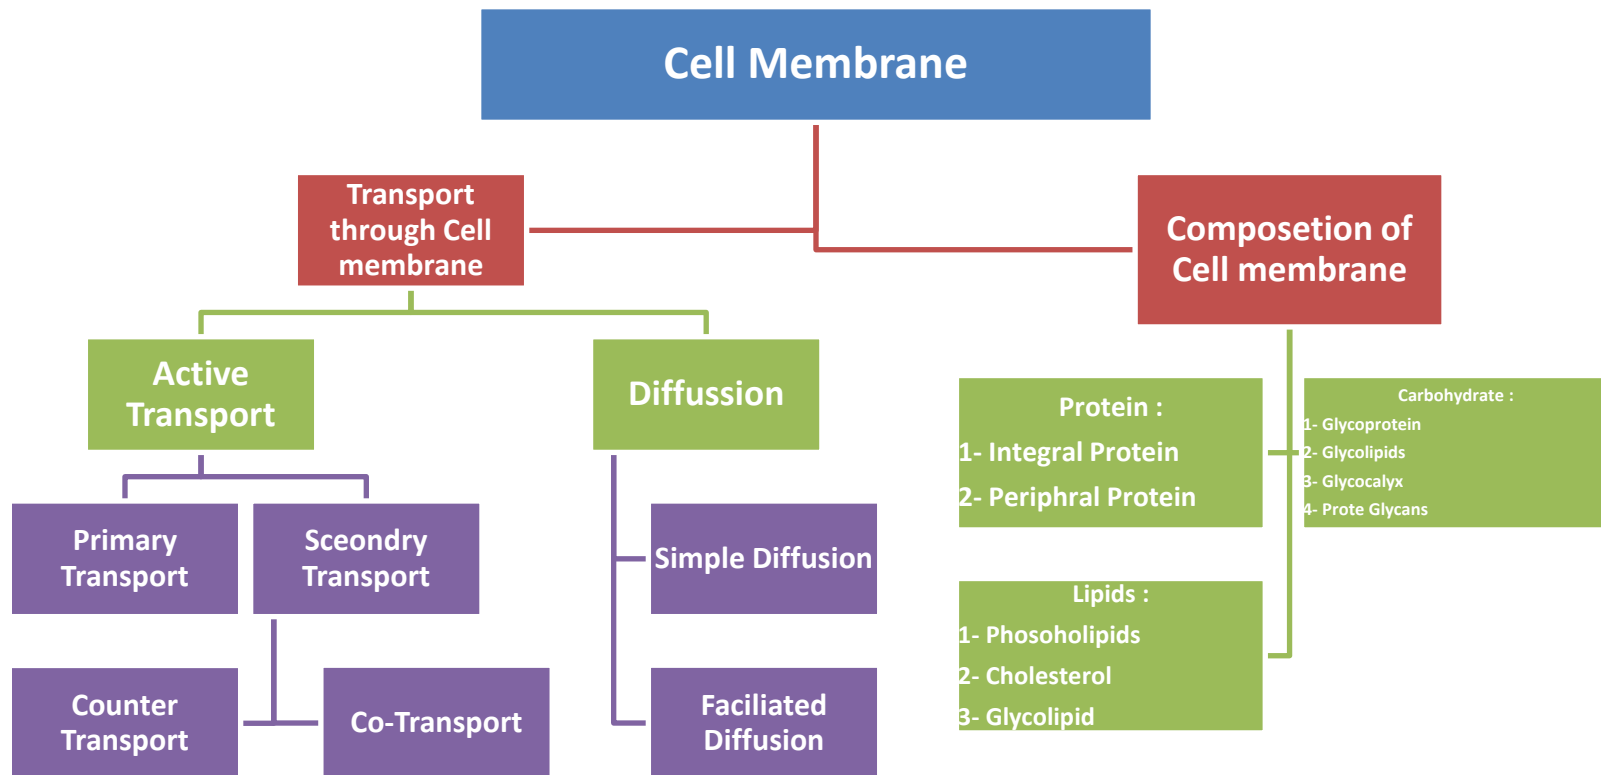 Cell Membrane
Transport
through Cell
membrane
Composetion of
Cell membrane
Active
Transport
Diffussion
Primary
Transport
Sceondry
Transport
Counter
Transport
Co-Transport
Simple Diffusion
Faciliated
Diffusion
Protein :
1- Integral Protein
2- Periphral Protein
Carbohydrate :
1- Glycoprotein
2- Glycolipids
3- Glycocalyx
4- Prote Glycans
Lipids :
1- Phosoholipids
2- Cholesterol
3- Glycolipid